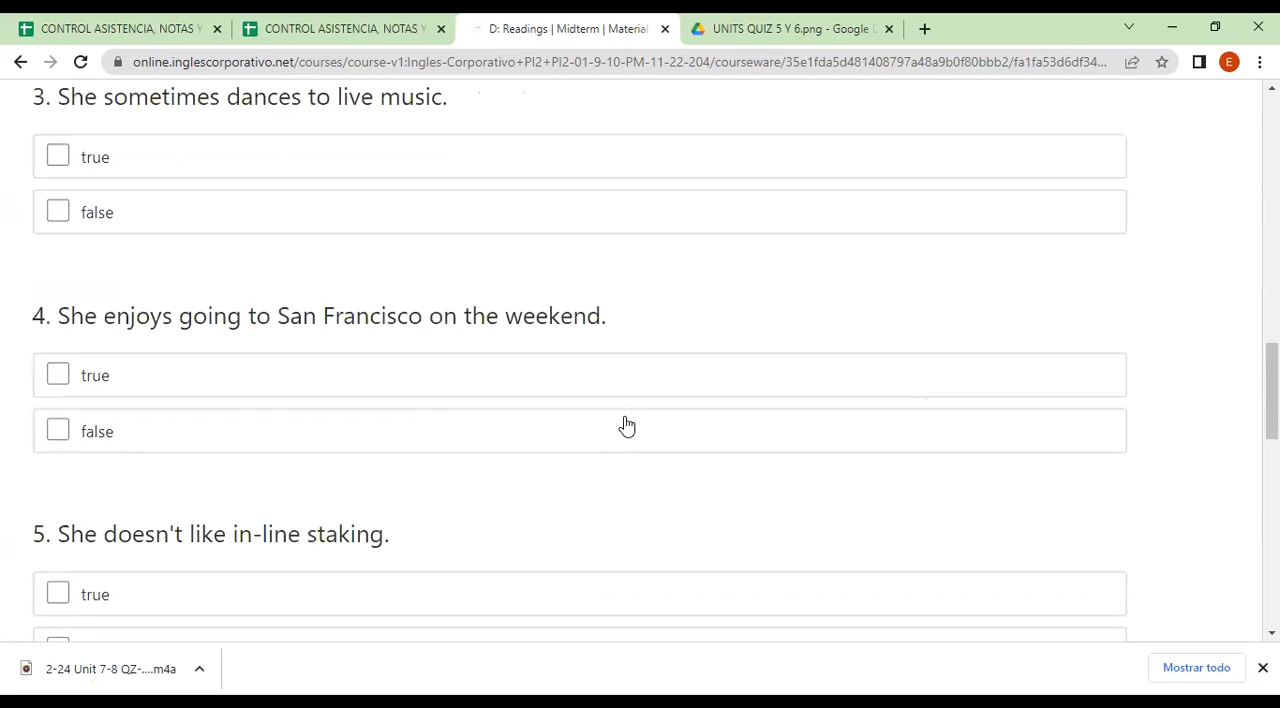 CONTROL ASISTENCIA, NOTAS Y
CONTROL ASISTENCIA, NOTAS Y
D: Readings | Midterm | Material
UNITS QUIZ 5 Y 6.png - Google
online.inglescorporativo.net/courses/course-v1:Ingles-Corporativo+PI2+PI2-01-9-10-PM-11-22-204/courseware/35e1fda5d481408797a48a9b0f80bbb2/fa1fa53d6df34...
E
3. She sometimes dances to live music.
true
false
4. She enjoys going to San Francisco on the weekend.
true
false
5. She doesn't like in-line staking.
true
2-24 Unit 7-8 QZ-....m4a
Mostrar todo